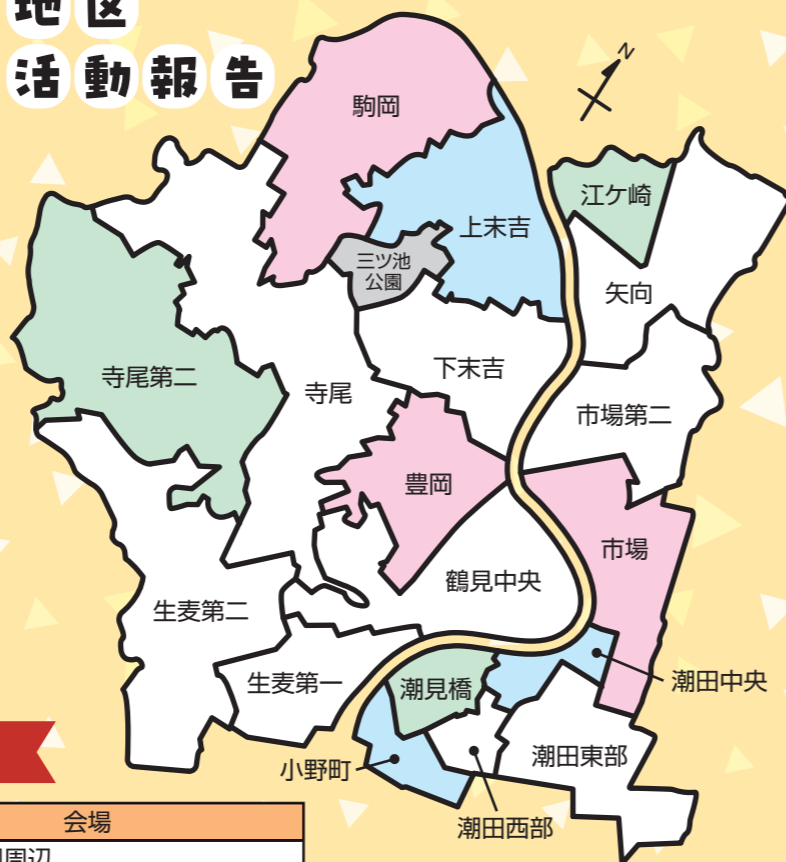 地区
活動報告
N
駒岡
江ケ崎
上末吉
三ツ池
公園
矢向
下末吉
寺尾第二
寺尾
市場第二
豊岡
市場
鶴見中央
生麦第二
生麦第一
潮見橋
潮田中央
潮田東部
小野町
潮田西部
会場
周辺